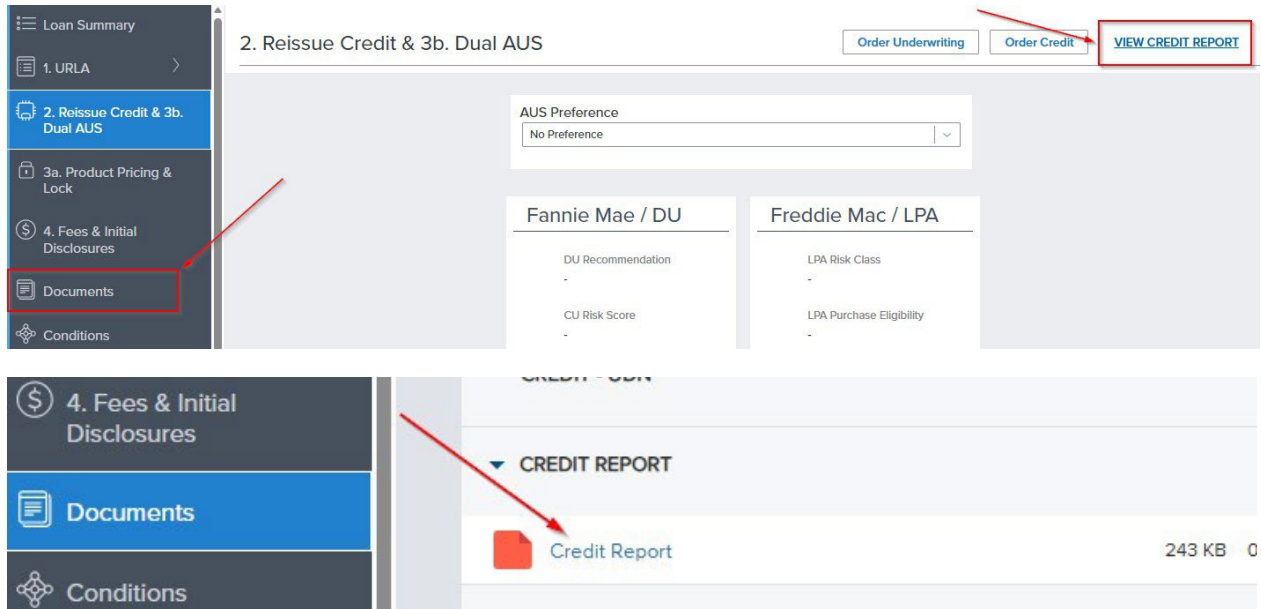 Loan Summary
1. URLA
2. Reissue Credit & 3b.
Dual AUS
3a. Product Pricing &
Lock
4. Fees & Initial
Disclosures
Documents
Conditions
2. Reissue Credit & 3b. Dual AUS
Order Underwriting
Order Credit
VIEW CREDIT REPORT
AUS Preference
No Preference
Fannie Mae / DU
DU Recommendation
-
CU Risk Score
-
Freddie Mac / LPA
LPA Risk Class
-
LPA Purchase Eligibility
-
4. Fees & Initial
Disclosures
Documents
Conditions
CREDIT - UDN
CREDIT REPORT
Credit Report
243 KB